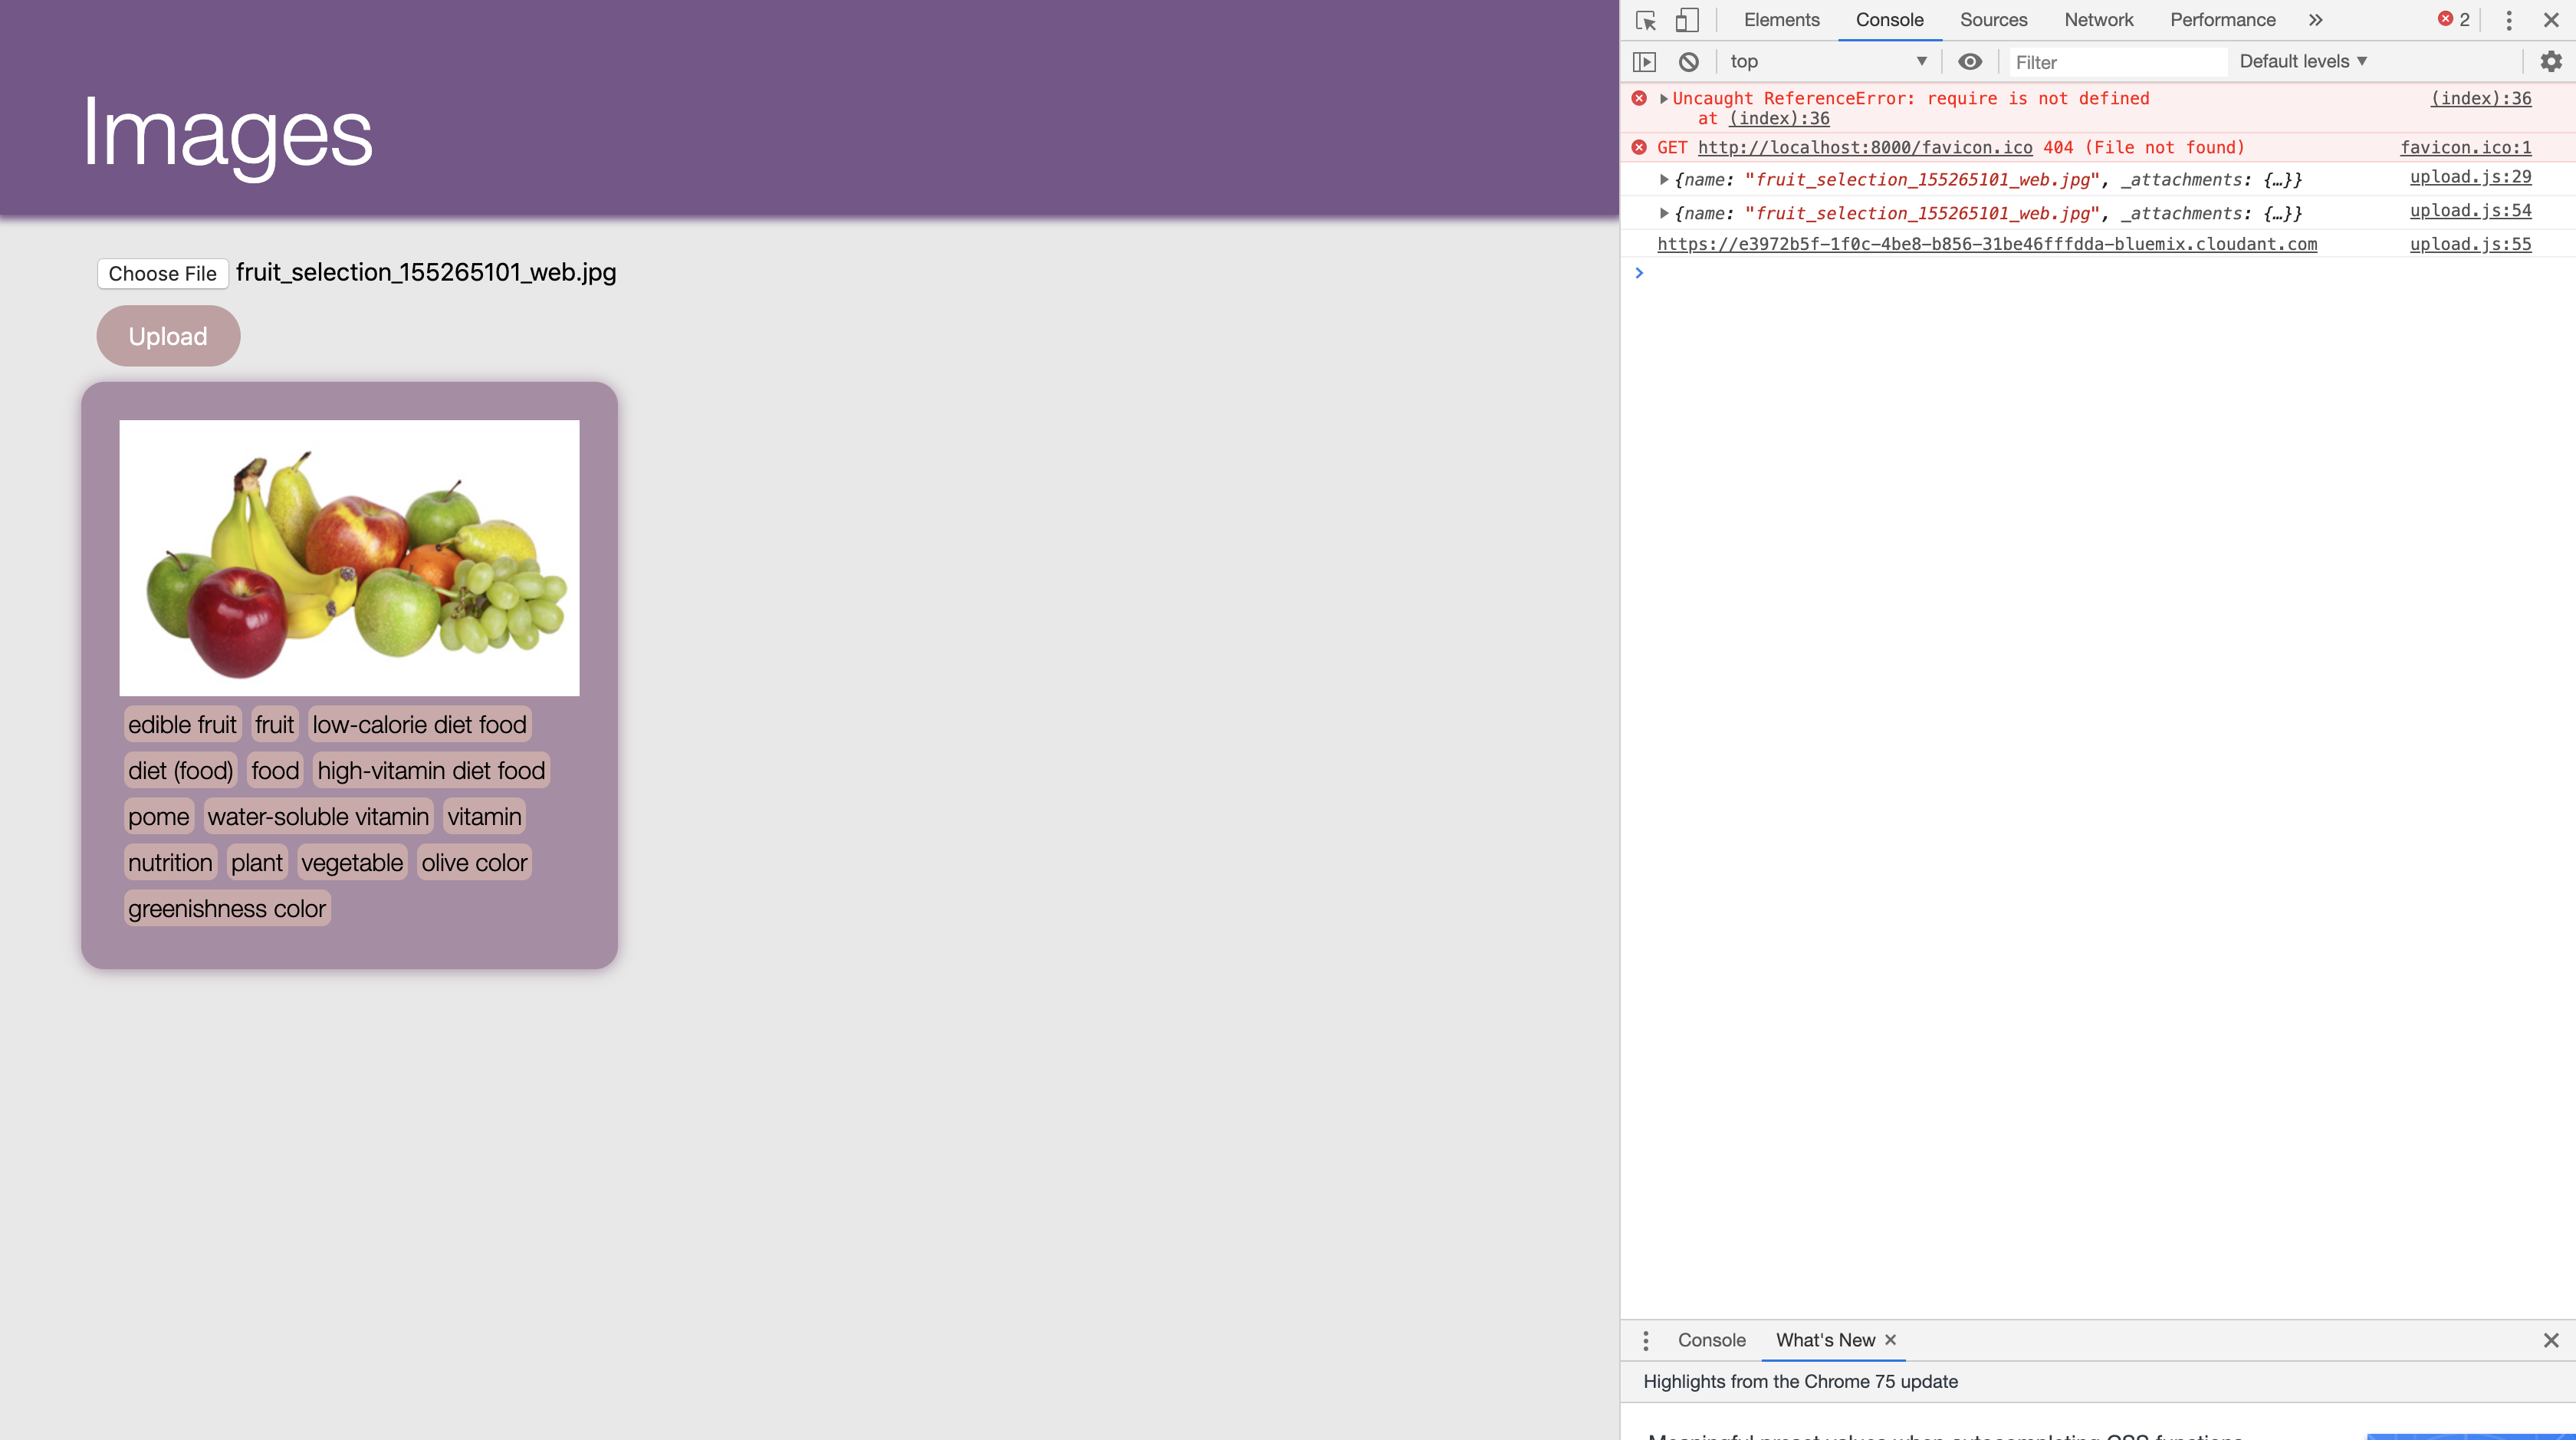 Images
Choose File fruit_selection_155265101_web.jpg
Upload
edible fruit fruit low-calorie diet food
diet (food) food high-vitamin diet food
pome water-soluble vitamin vitamin
nutrition plant vegetable olive color
greenishness color
Elements Console Sources Network Performance 2
top Filter Default levels
Uncaught ReferenceError: require is not defined (index):36
at (index):36
GET http://localhost:8000/favicon.ico 404 (File not found) favicon.ico:1
{name: "fruit_selection_155265101_web.jpg", _attachments: {…}} upload.js:29
{name: "fruit_selection_155265101_web.jpg", _attachments: {…}} upload.js:54
https://e3972b5f-1f0c-4be8-b856-31be46fffdda-bluemix.cloudant.com upload.js:55
Console What's New
Highlights from the Chrome 75 update